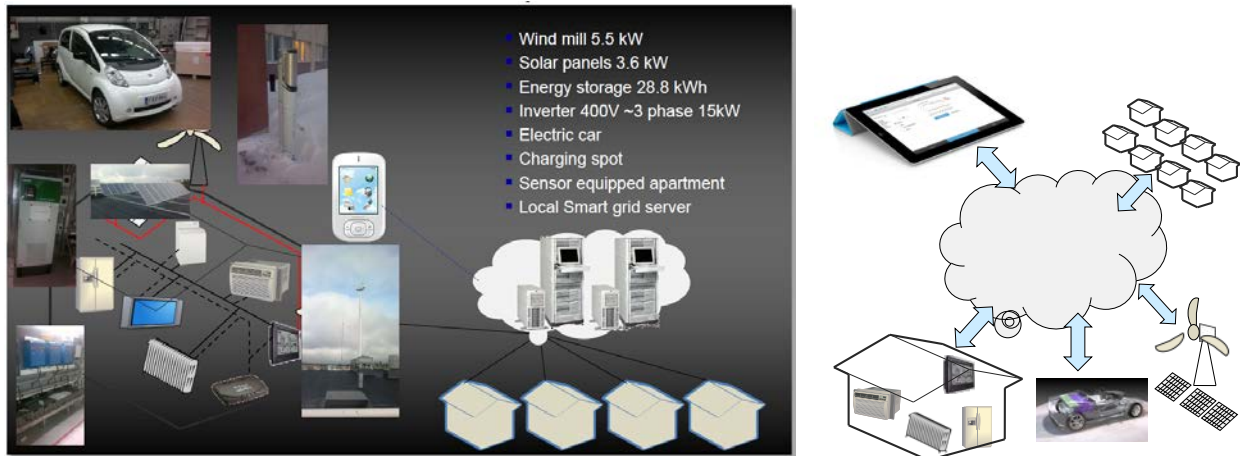 Wind mill 5.5 kW
Solar panels 3.6 kW
Energy storage 28.8 kWh
Inverter 400V ~3 phase 15kW
Electric car
Charging spot
Sensor equipped apartment
Local Smart grid server